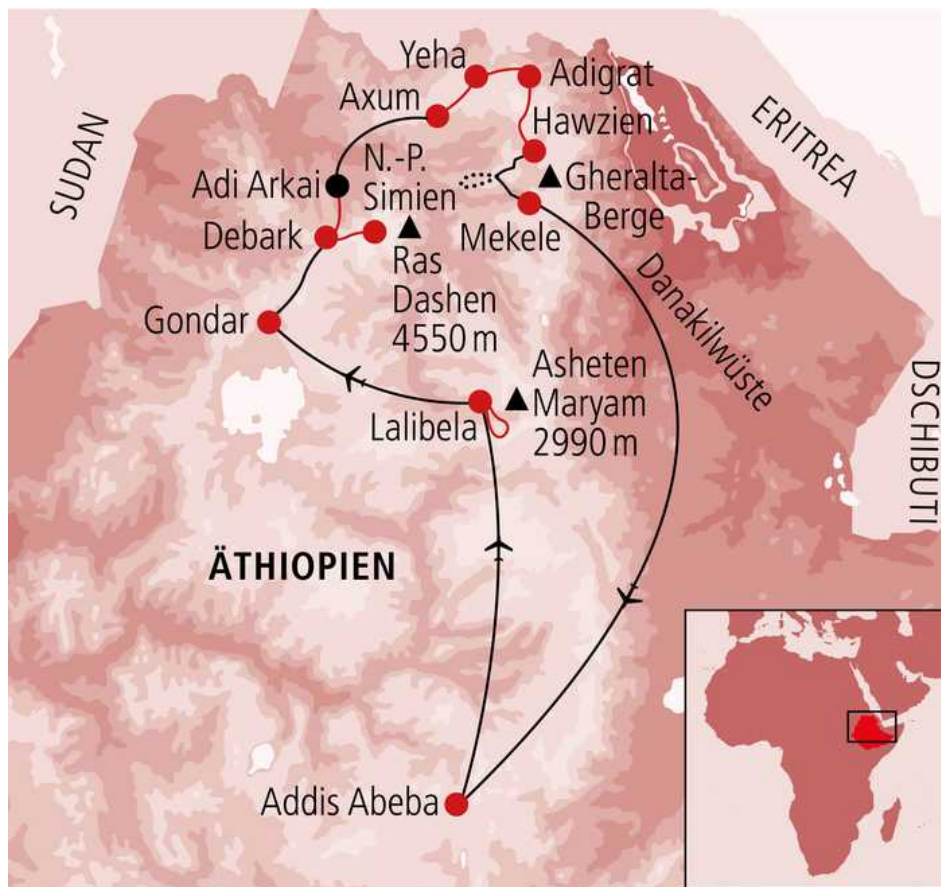 Yeha
Adigrat
Axum
Hawzien
ERITREA
SUDAN
N.-P.
Simien
Adi Arkai
Gheralta-
Berge
Debark
Mekele
Ras
Dashen
4550 m
Danakilwüste
Gondar
Asheten
Maryam
2990 m
Lalibela
DSCHIBUTI
ÄTHIOPIEN
Addis Abeba